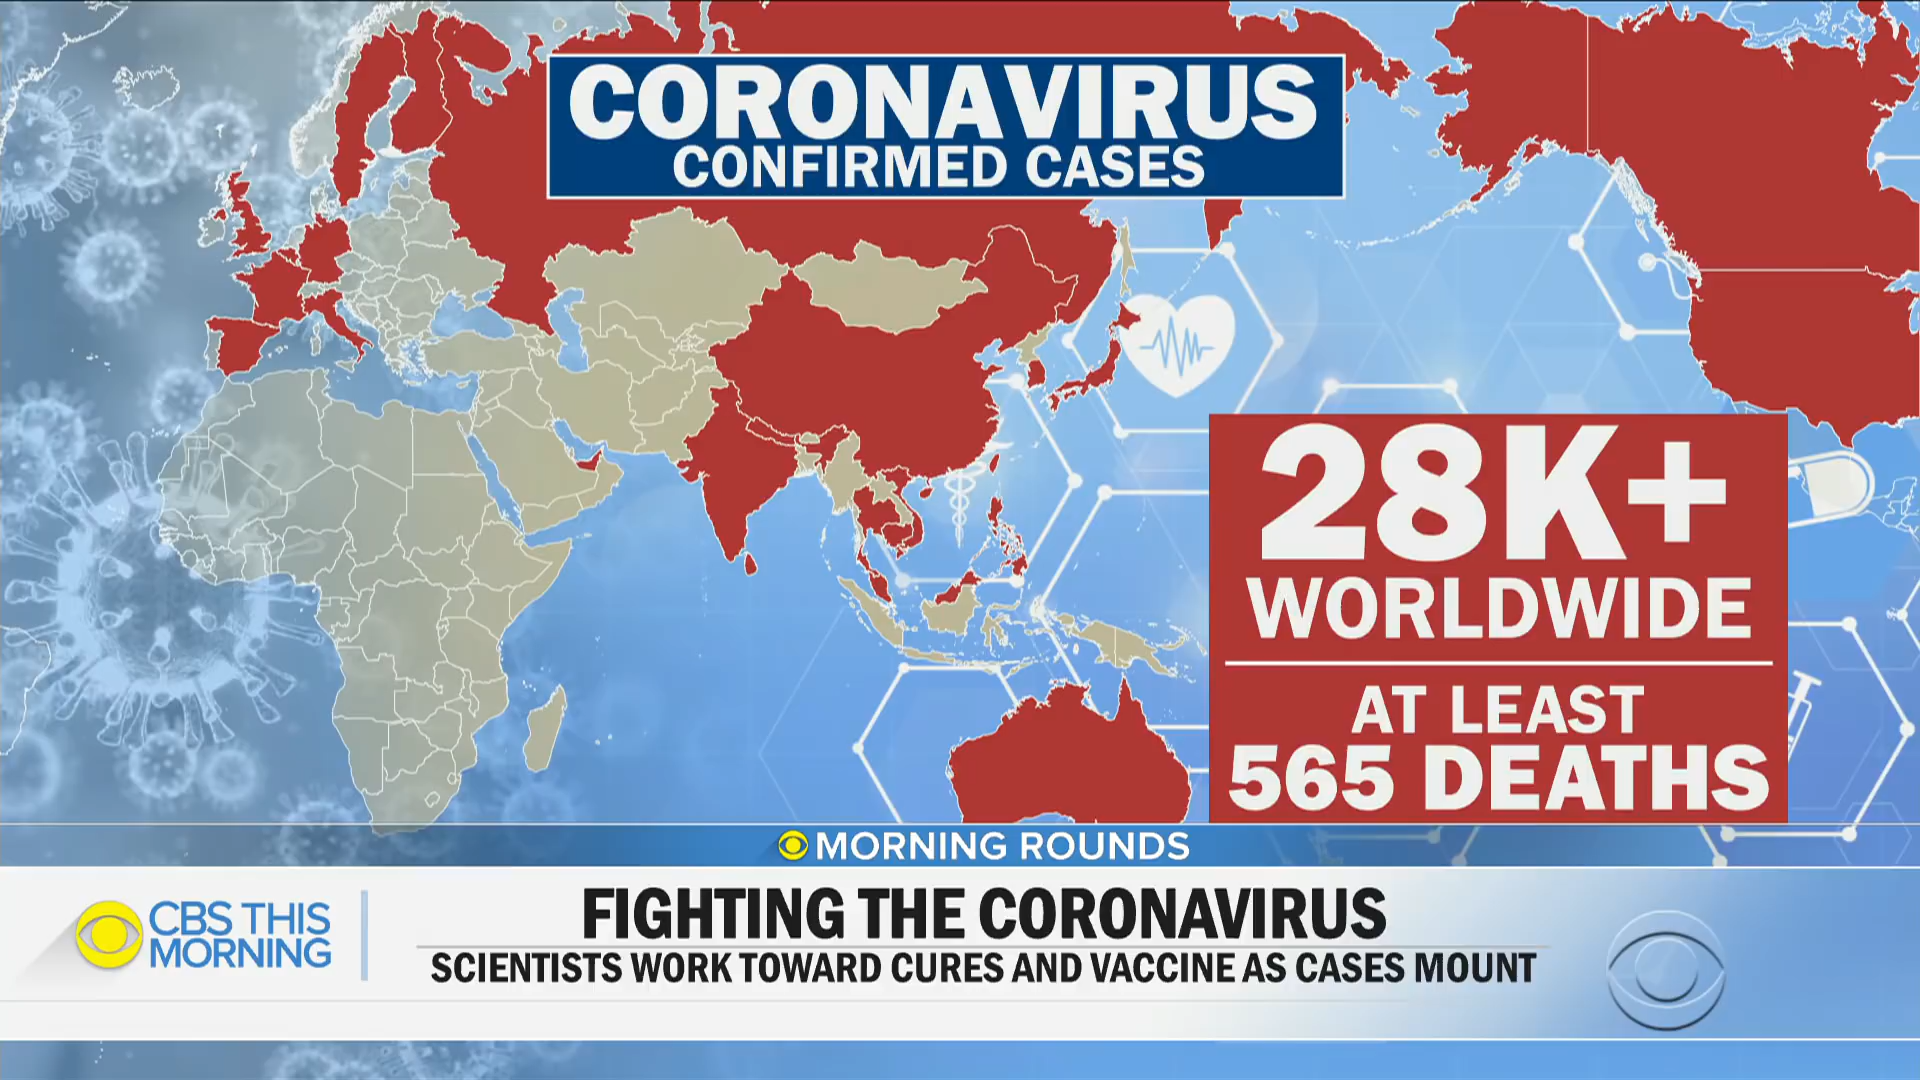 CORONAVIRUS
CONFIRMED CASES
28K+
WORLDWIDE
AT LEAST
565 DEATHS
MORNING ROUNDS
CBS THIS
MORNING
FIGHTING THE CORONAVIRUS
SCIENTISTS WORK TOWARD CURES AND VACCINE AS CASES MOUNT